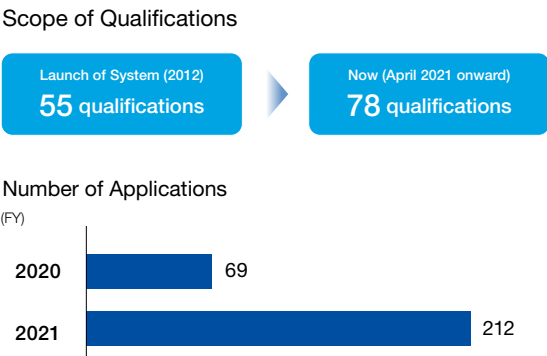 Scope of Qualifications
Launch of System (2012)
55 qualifications
Now (April 2021 onward)
78 qualifications
Number of Applications
(FY)
2020
69
2021
212